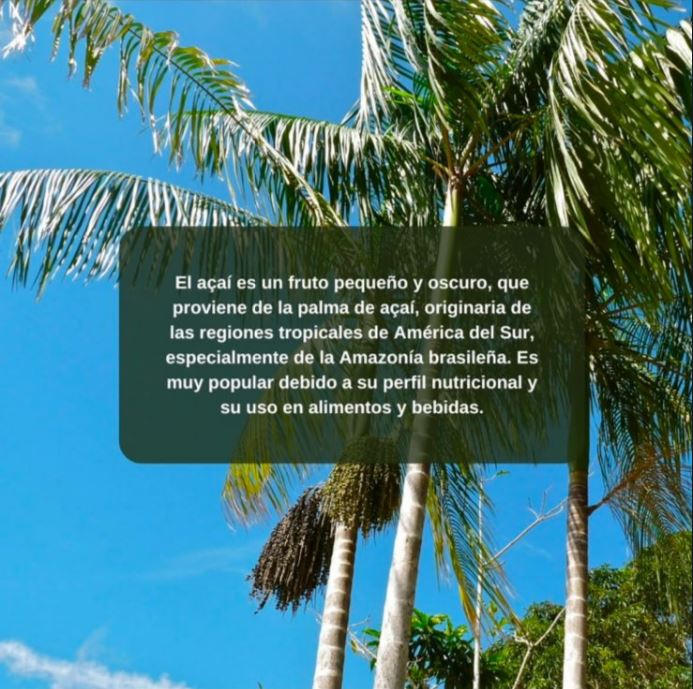 El açaí es un fruto pequeño y oscuro, que
proviene de la palma de açaí, originaria de
las regiones tropicales de América del Sur,
especialmente de la Amazonía brasileña. Es
muy popular debido a su perfil nutricional y
su uso en alimentos y bebidas.